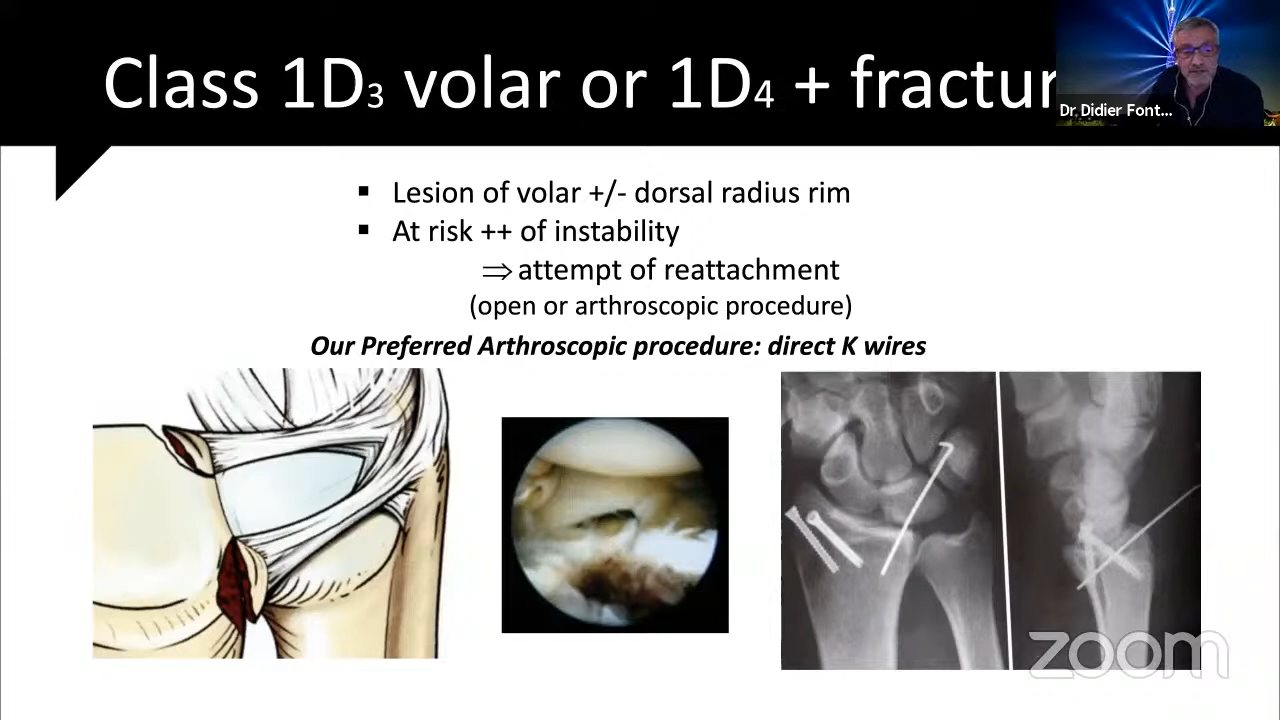 Class 1D3 volar or 1D4 + fractur
Dr Didier Font...
▪ Lesion of volar +/- dorsal radius rim
▪ At risk ++ of instability
⇒ attempt of reattachment
(open or arthroscopic procedure)
Our Preferred Arthroscopic procedure: direct K wires
zoom